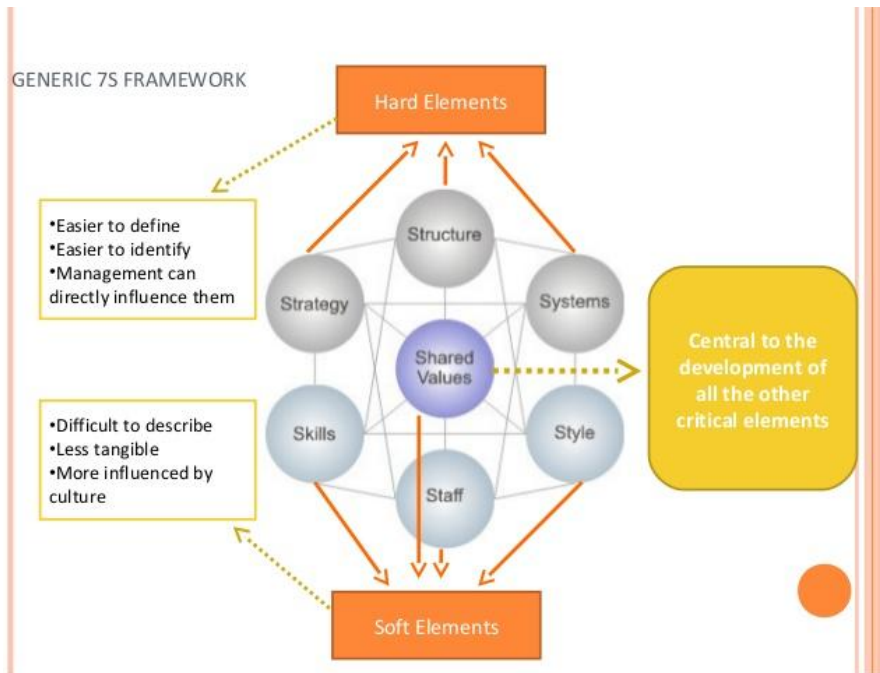 GENERIC 7S FRAMEWORK
Hard Elements
•Easier to define
•Easier to identify
•Management can
directly influence them
Structure
Strategy
Systems
Shared
Values
Central to the
development of
all the other
critical elements
•Difficult to describe
•Less tangible
•More influenced by
culture
Skills
Style
Staff
Soft Elements